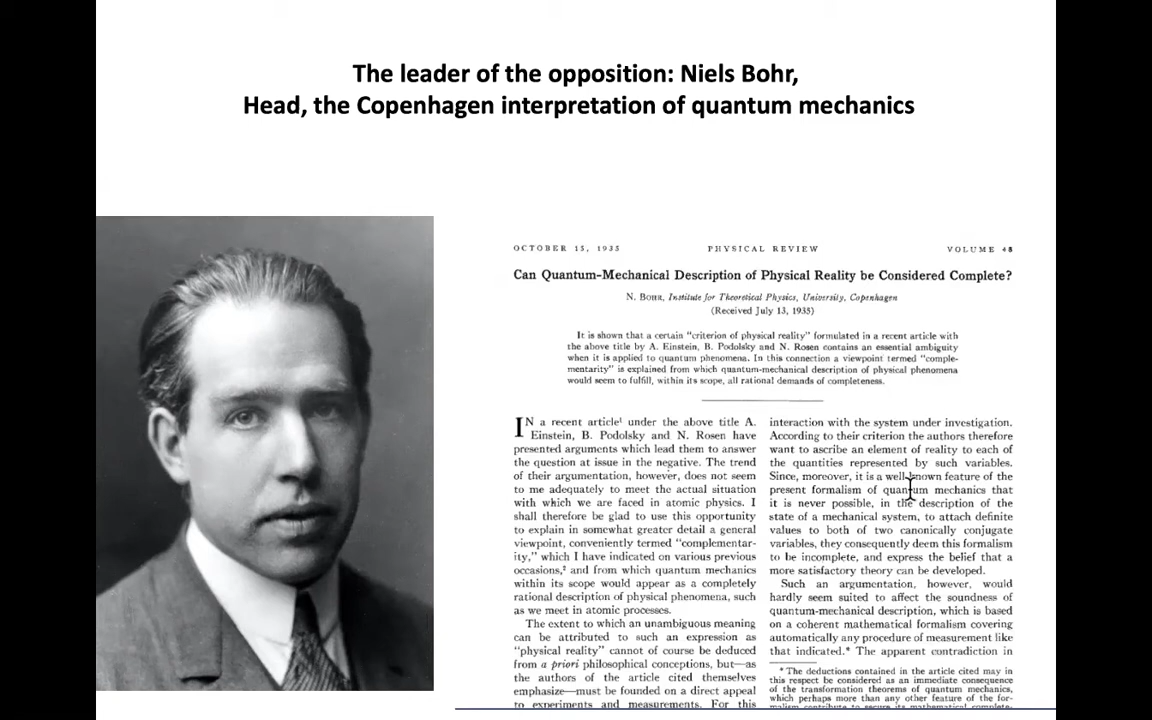 The leader of the opposition: Niels Bohr,
Head, the Copenhagen interpretation of quantum mechanics
OCTOBER 15, 1935 PHYSICAL REVIEW VOLUME 48
Can Quantum-Mechanical Description of Physical Reality be Considered Complete?
N. BOHR, Institute for Theoretical Physics, University, Copenhagen
(Received July 13, 1935)
It is shown that a certain "criterion of physical reality" formulated in a recent article with
the above title by A. Einstein, B. Podolsky and N. Rosen contains an essential ambiguity
when it is applied to quantum phenomena. In this connection a viewpoint termed "comple-
mentarity" is explained from which quantum-mechanical description of physical phenomena
would seem to fulfill, within its scope, all rational demands of completeness.
IN a recent article¹ under the above title A.
Einstein, B. Podolsky and N. Rosen have
presented arguments which lead them to answer
the question at issue in the negative. The trend
of their argumentation, however, does not seem
to me adequately to meet the actual situation
with which we are faced in atomic physics. I
shall therefore be glad to use this opportunity
to explain in somewhat greater detail a general
viewpoint, conveniently termed "complementar-
ity," which I have indicated on various previous
occasions,² and from which quantum mechanics
within its scope would appear as a completely
rational description of physical phenomena, such
as we meet in atomic processes.
The extent to which an unambiguous meaning
can be attributed to such an expression as
"physical reality" cannot of course be deduced
from a priori philosophical conceptions, but—as
the authors of the article cited themselves
emphasize—must be founded on a direct appeal
to experiments and measurements. For this
interaction with the system under investigation.
According to their criterion the authors therefore
want to ascribe an element of reality to each of
the quantities represented by such variables.
Since, moreover, it is a well-known feature of the
present formalism of quantum mechanics that
it is never possible, in the description of the
state of a mechanical system, to attach definite
values to both of two canonically conjugate
variables, they consequently deem this formalism
to be incomplete, and express the belief that a
more satisfactory theory can be developed.
Such an argumentation, however, would
hardly seem suited to affect the soundness of
quantum-mechanical description, which is based
on a coherent mathematical formalism covering
automatically any procedure of measurement like
that indicated.* The apparent contradiction in
* The deductions contained in the article cited may in
this respect be considered as an immediate consequence
of the transformation theorems of quantum mechanics,
which perhaps more than any other feature of the for-
malism contribute to secure its mathematical complete-